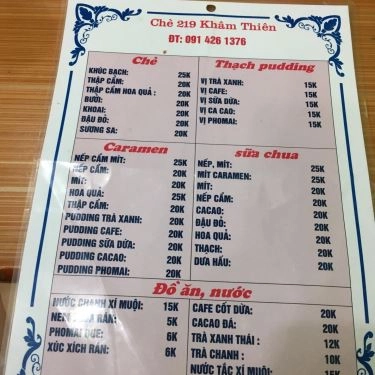 Chè 219 Khâm Thiên
ĐT: 091 426 1376
Chè
KHÚC BẠCH: 25K
THẬP CẨM: 20K
THẬP CẨM HOA QUẢ: 20K
BƯỞI: 20K
KHOAI: 20K
ĐẬU ĐỎ: 20K
SƯƠNG SA: 20K
Thạch pudding
VỊ TRÀ XANH: 15K
VỊ CAFE: 15K
VỊ SỮA DỪA: 15K
VỊ CA CAO: 15K
VỊ PHOMAI: 15K
Caramen
NẾP CẨM MÍT: 25K
NẾP CẨM: 20K
MÍT: 20K
HOA QUẢ: 25K
THẬP CẨM: 20K
PUDDING TRÀ XANH: 20K
PUDDING CAFE: 20K
PUDDING SỮA DỪA: 20K
PUDDING CACAO: 20K
PUDDING PHOMAI: 20K
sữa chua
NẾP, MÍT: 25K
MÍT CARAMEN: 25K
MÍT: 20K
NẾP CẨM: 20K
CACAO: 20K
ĐẬU ĐỎ: 20K
HOA QUẢ: 20K
THẠCH: 20K
DƯA HẤU: 20K
Đồ ăn, nước
NƯỚC CHANH XÍ MUỘI: 15K
RÁN: 5K
PHOMAI QUE: 6K
XÚC XÍCH RÁN: 6K
CAFE CỐT DỪA: 20K
CACAO ĐÁ: 20K
TRÀ XANH THÁI: 12K
TRÀ CHANH: 10K
NƯỚC TẮC XÍ MUỘI: 15K